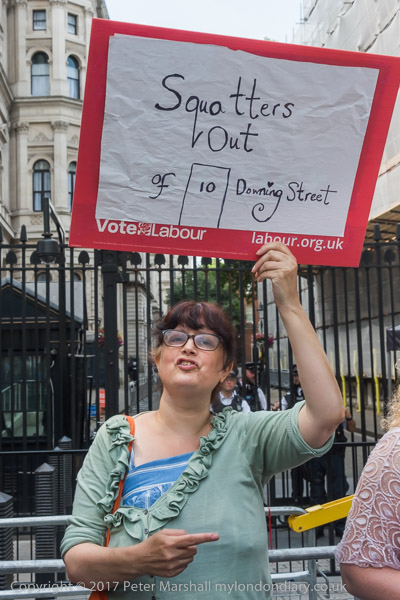 Squatters
Out
of 10 Downing Street
Vote Labour labour.org.uk
Copyright © 2017 Peter Marshall mylondondiary.co.uk